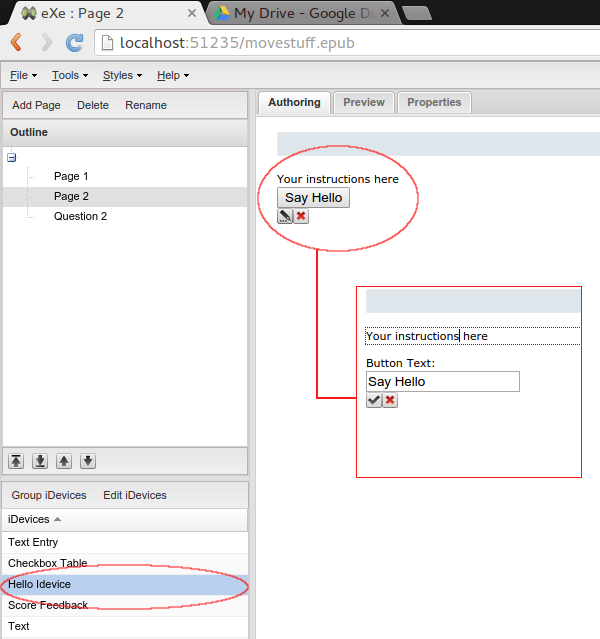 eXe : Page 2
My Drive - Google Dr
localhost:51235/movestuff.epub
File Tools Styles Help
Add Page Delete Rename
Outline
Page 1
Page 2
Question 2
Authoring Preview Properties
Your instructions here
Say Hello
Your instructions here
Button Text:
Say Hello
Group iDevices Edit iDevices
iDevices
Text Entry
Checkbox Table
Hello Idevice
Score Feedback
Text